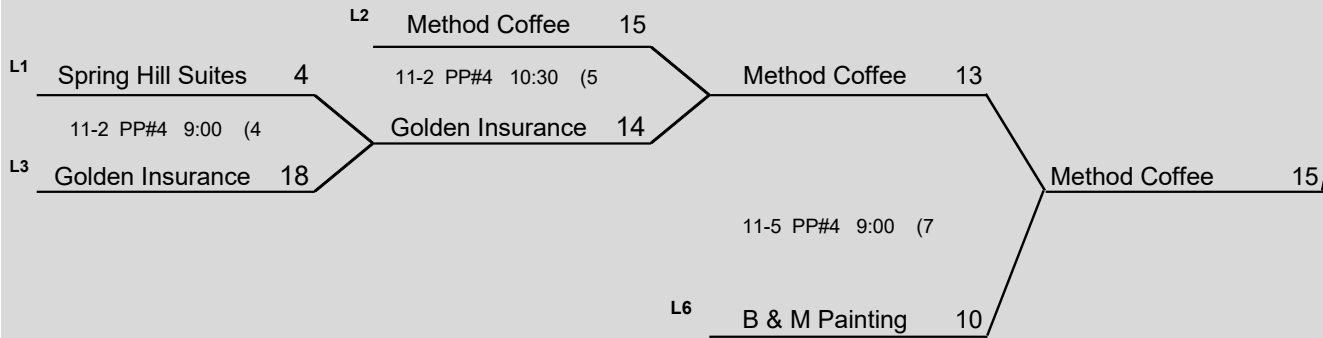 L2 Method Coffee 15
L1 Spring Hill Suites 4
11-2 PP#4 10:30 (5
Method Coffee 13
11-2 PP#4 9:00 (4
Golden Insurance 14
L3 Golden Insurance 18
Method Coffee 15
11-5 PP#4 9:00 (7
L6 B & M Painting 10